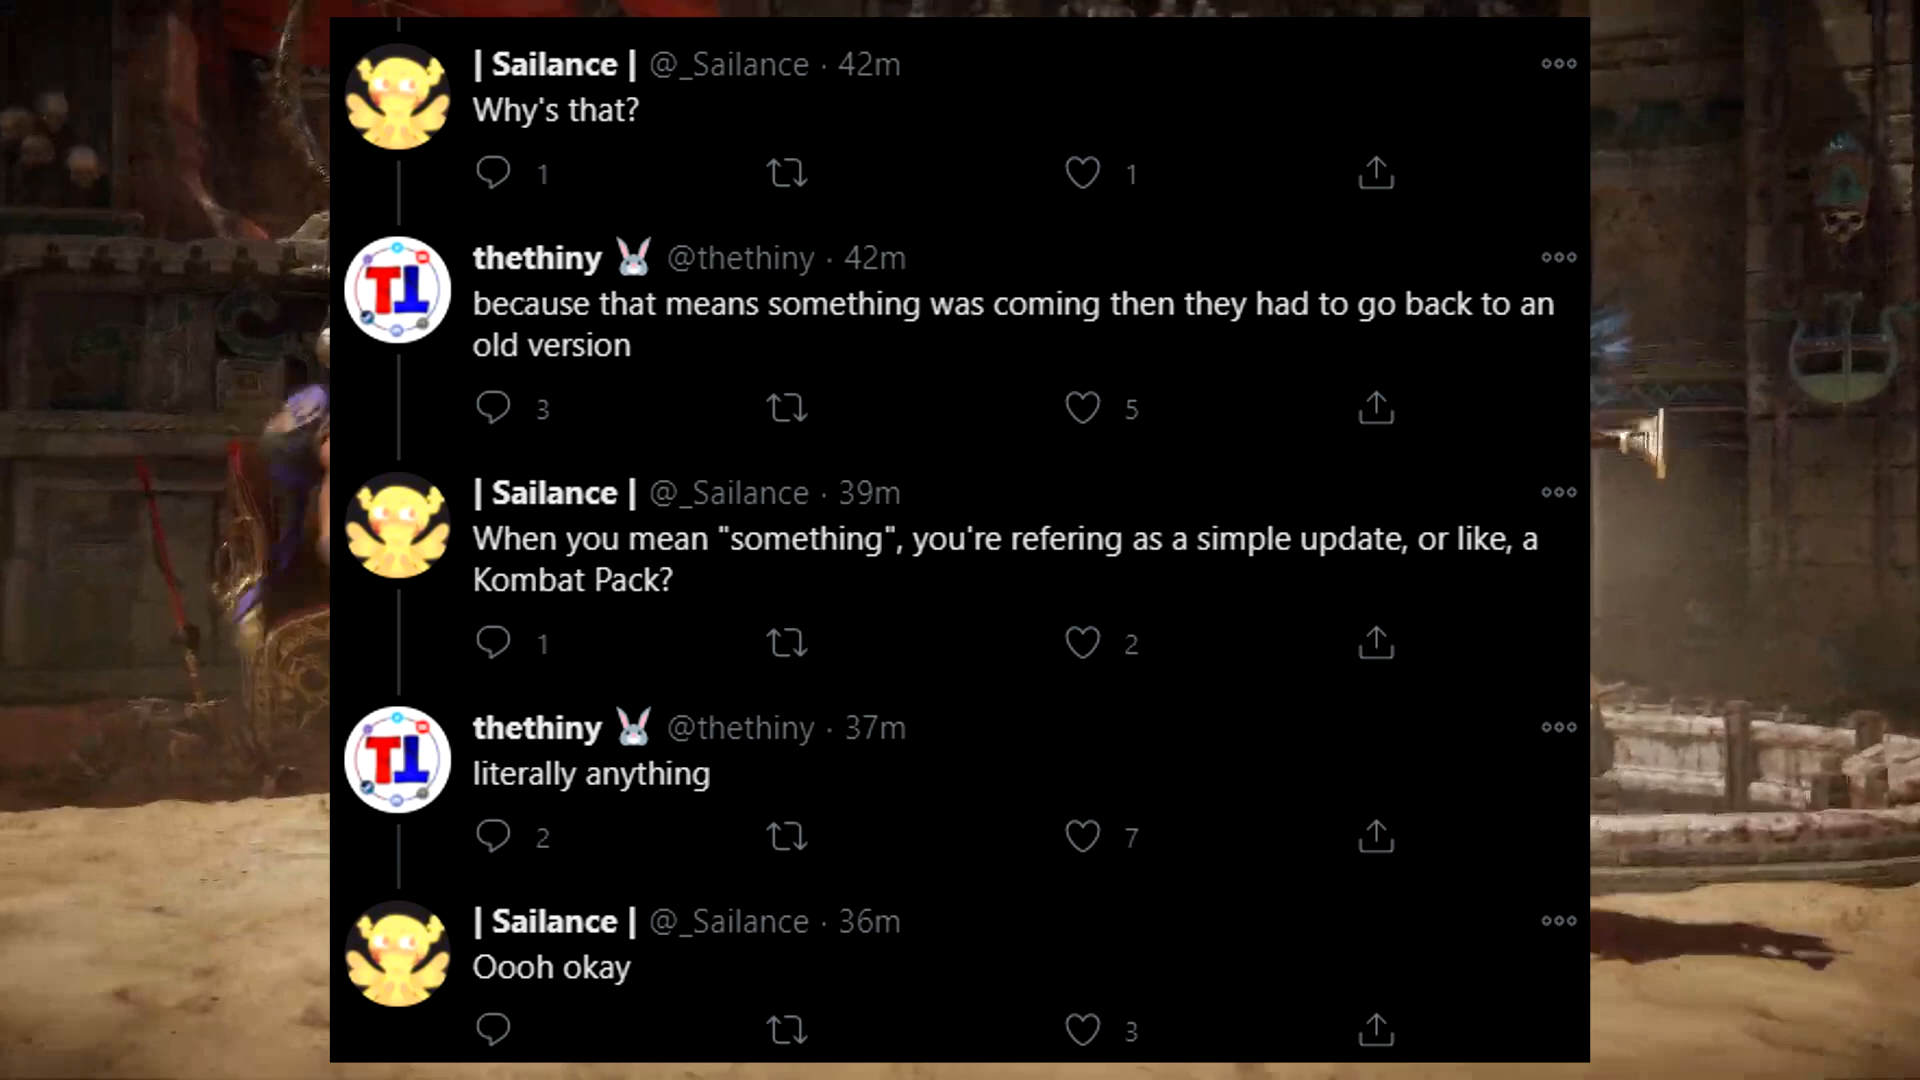 | Sailance | @_Sailance · 42m
Why's that?
1 1
thethiny 🐰 @thethiny · 42m
because that means something was coming then they had to go back to an
old version
3 5
| Sailance | @_Sailance · 39m
When you mean "something", you're refering as a simple update, or like, a
Kombat Pack?
1 2
thethiny 🐰 @thethiny · 37m
literally anything
2 7
| Sailance | @_Sailance · 36m
Oooh okay
3